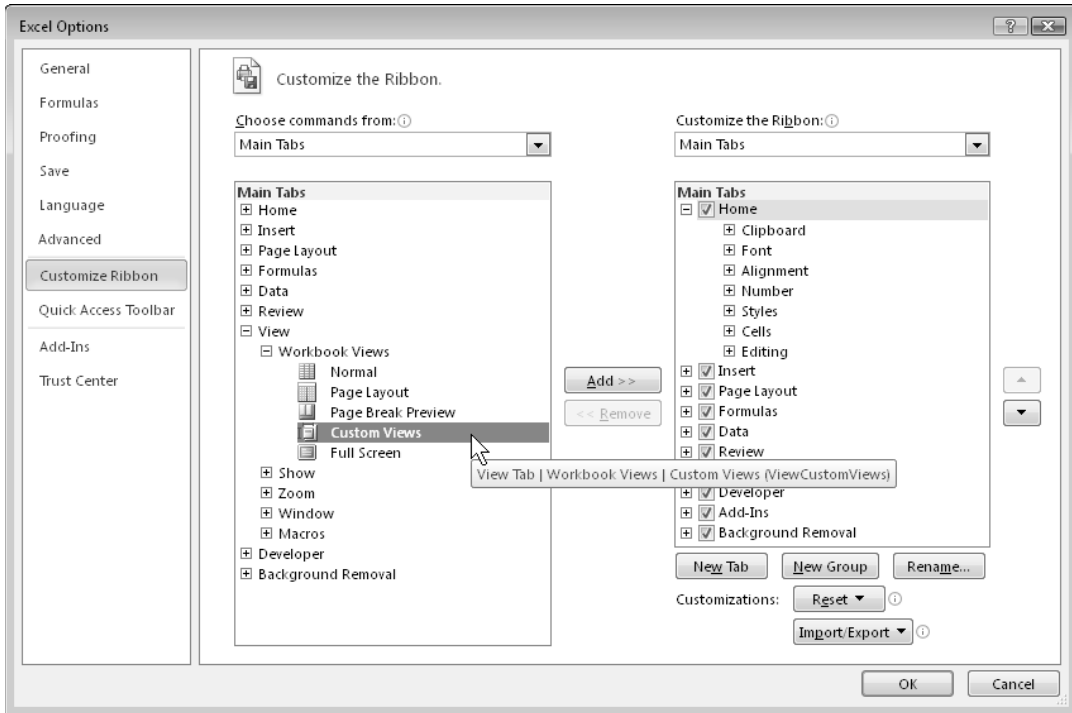 Excel Options
General
Formulas
Proofing
Save
Language
Advanced
Customize Ribbon
Quick Access Toolbar
Add-Ins
Trust Center
Customize the Ribbon.
Choose commands from:
Main Tabs
Main Tabs
Home
Insert
Page Layout
Formulas
Data
Review
View
Workbook Views
Normal
Page Layout
Page Break Preview
Custom Views
Full Screen
Show
Zoom
Window
Macros
Developer
Background Removal
Add >>
<< Remove
Customize the Ribbon:
Main Tabs
Main Tabs
Home
Clipboard
Font
Alignment
Number
Styles
Cells
Editing
Insert
Page Layout
Formulas
Data
Review
View Tab | Workbook Views | Custom Views (ViewCustomViews)
Developer
Add-Ins
Background Removal
New Tab
New Group
Rename...
Customizations:
Reset
Import/Export
OK
Cancel